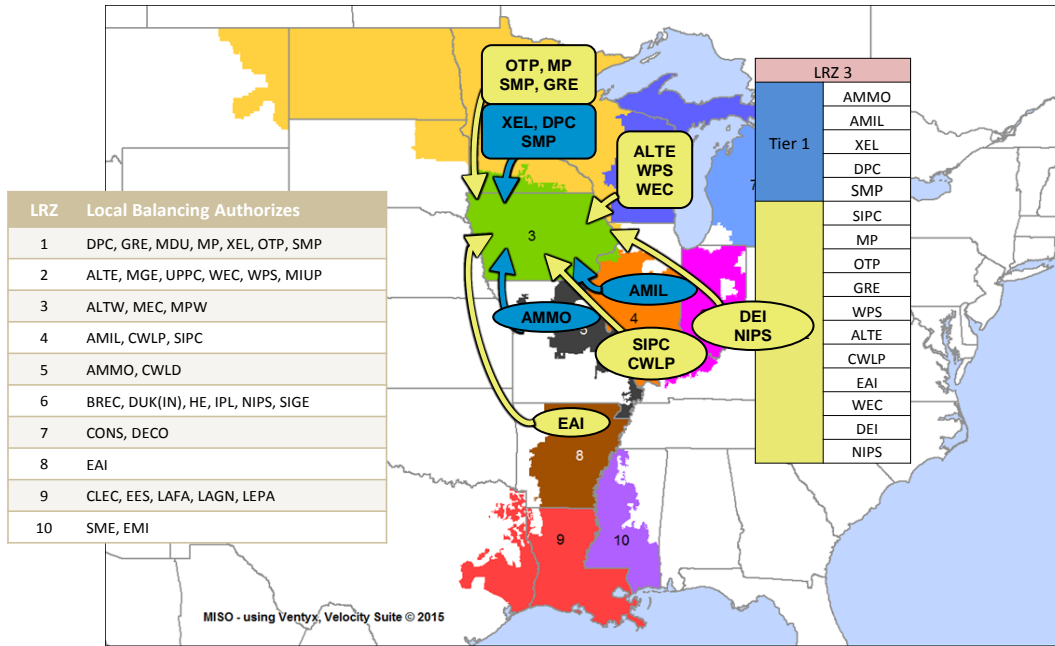 OTP, MP
SMP, GRE
XEL, DPC
SMP
ALTE
WPS
WEC
7
3
AMIL
AMMO
4
5
SIPC
CWLP
DEI
NIPS
EAI
8
9
10
MISO - using Ventyx, Velocity Suite © 2015
LRZ Local Balancing Authorizes
1 DPC, GRE, MDU, MP, XEL, OTP, SMP
2 ALTE, MGE, UPPC, WEC, WPS, MIUP
3 ALTW, MEC, MPW
4 AMIL, CWLP, SIPC
5 AMMO, CWLD
6 BREC, DUK(IN), HE, IPL, NIPS, SIGE
7 CONS, DECO
8 EAI
9 CLEC, EES, LAFA, LAGN, LEPA
10 SME, EMI
LRZ 3
Tier 1
AMMO
AMIL
XEL
DPC
SMP
SIPC
MP
OTP
GRE
WPS
ALTE
CWLP
EAI
WEC
DEI
NIPS